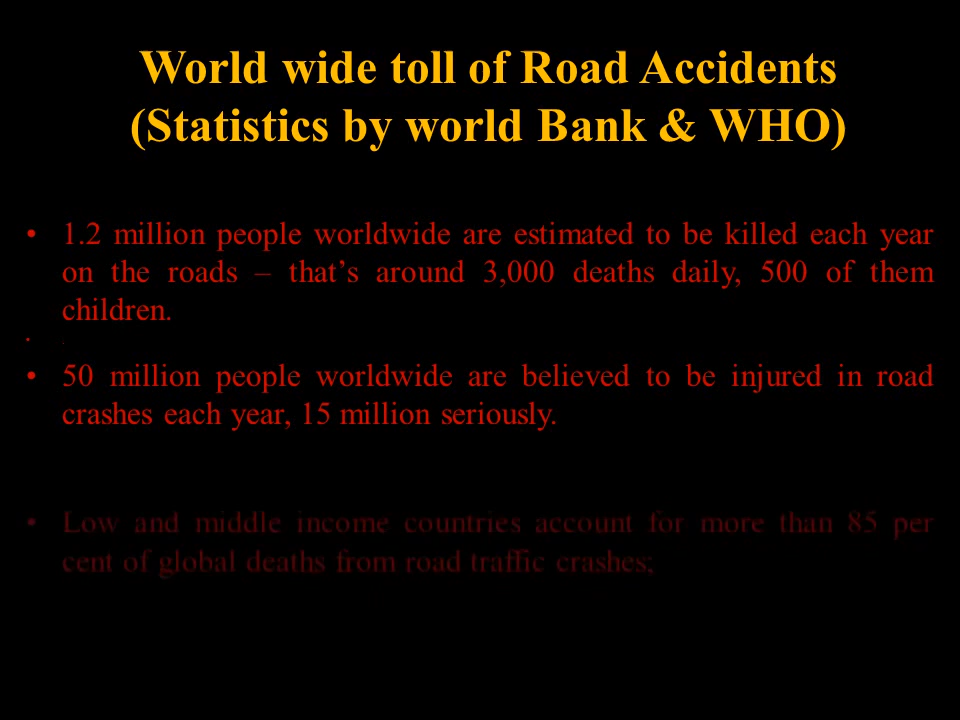 World wide toll of Road Accidents
(Statistics by world Bank & WHO)
• 1.2 million people worldwide are estimated to be killed each year
on the roads – that’s around 3,000 deaths daily, 500 of them
children.
• .
• 50 million people worldwide are believed to be injured in road
crashes each year, 15 million seriously.
• Low and middle income countries account for more than 85 per
cent of global deaths from road traffic crashes;